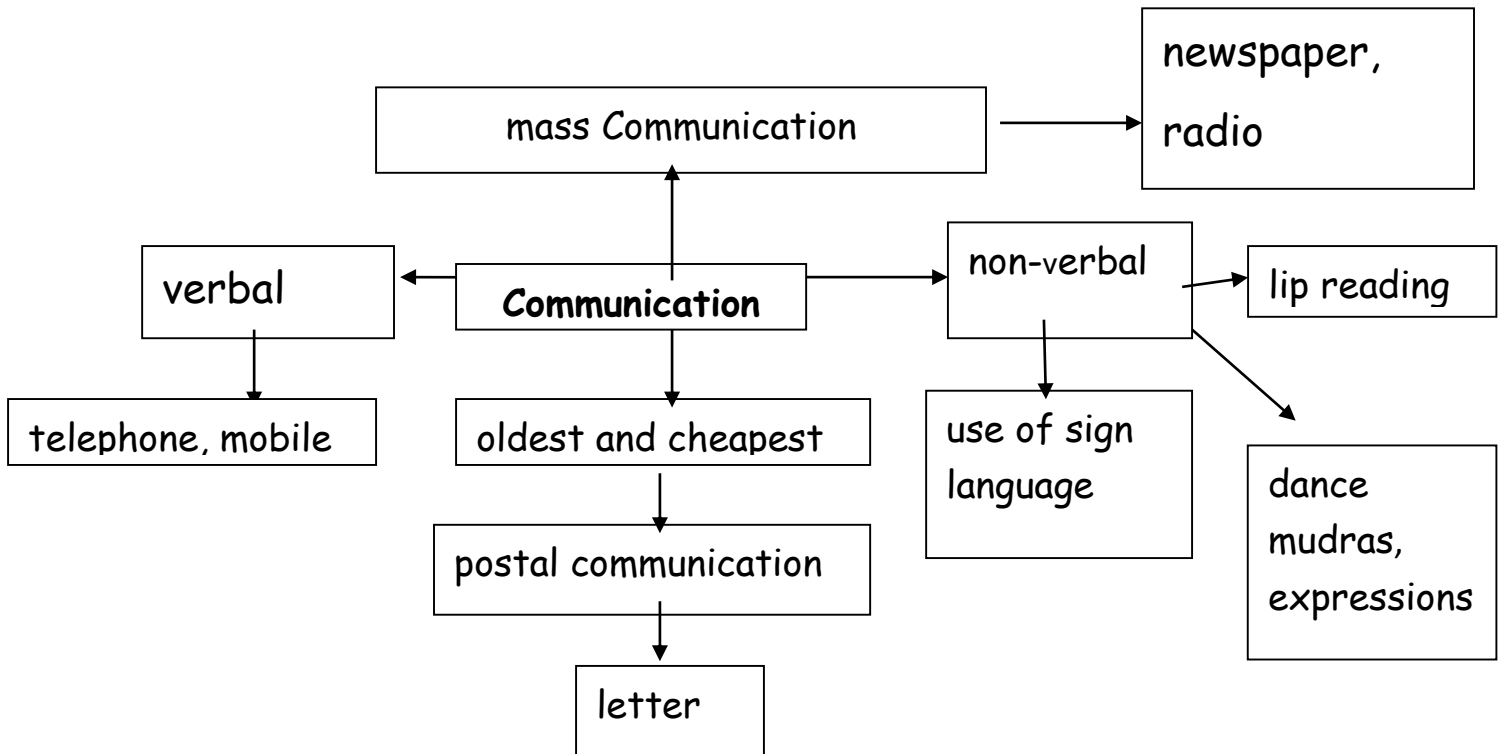 newspaper,
radio
mass Communication
verbal
Communication
non-verbal
lip reading
telephone, mobile
oldest and cheapest
use of sign
language
dance
mudras,
expressions
postal communication
letter